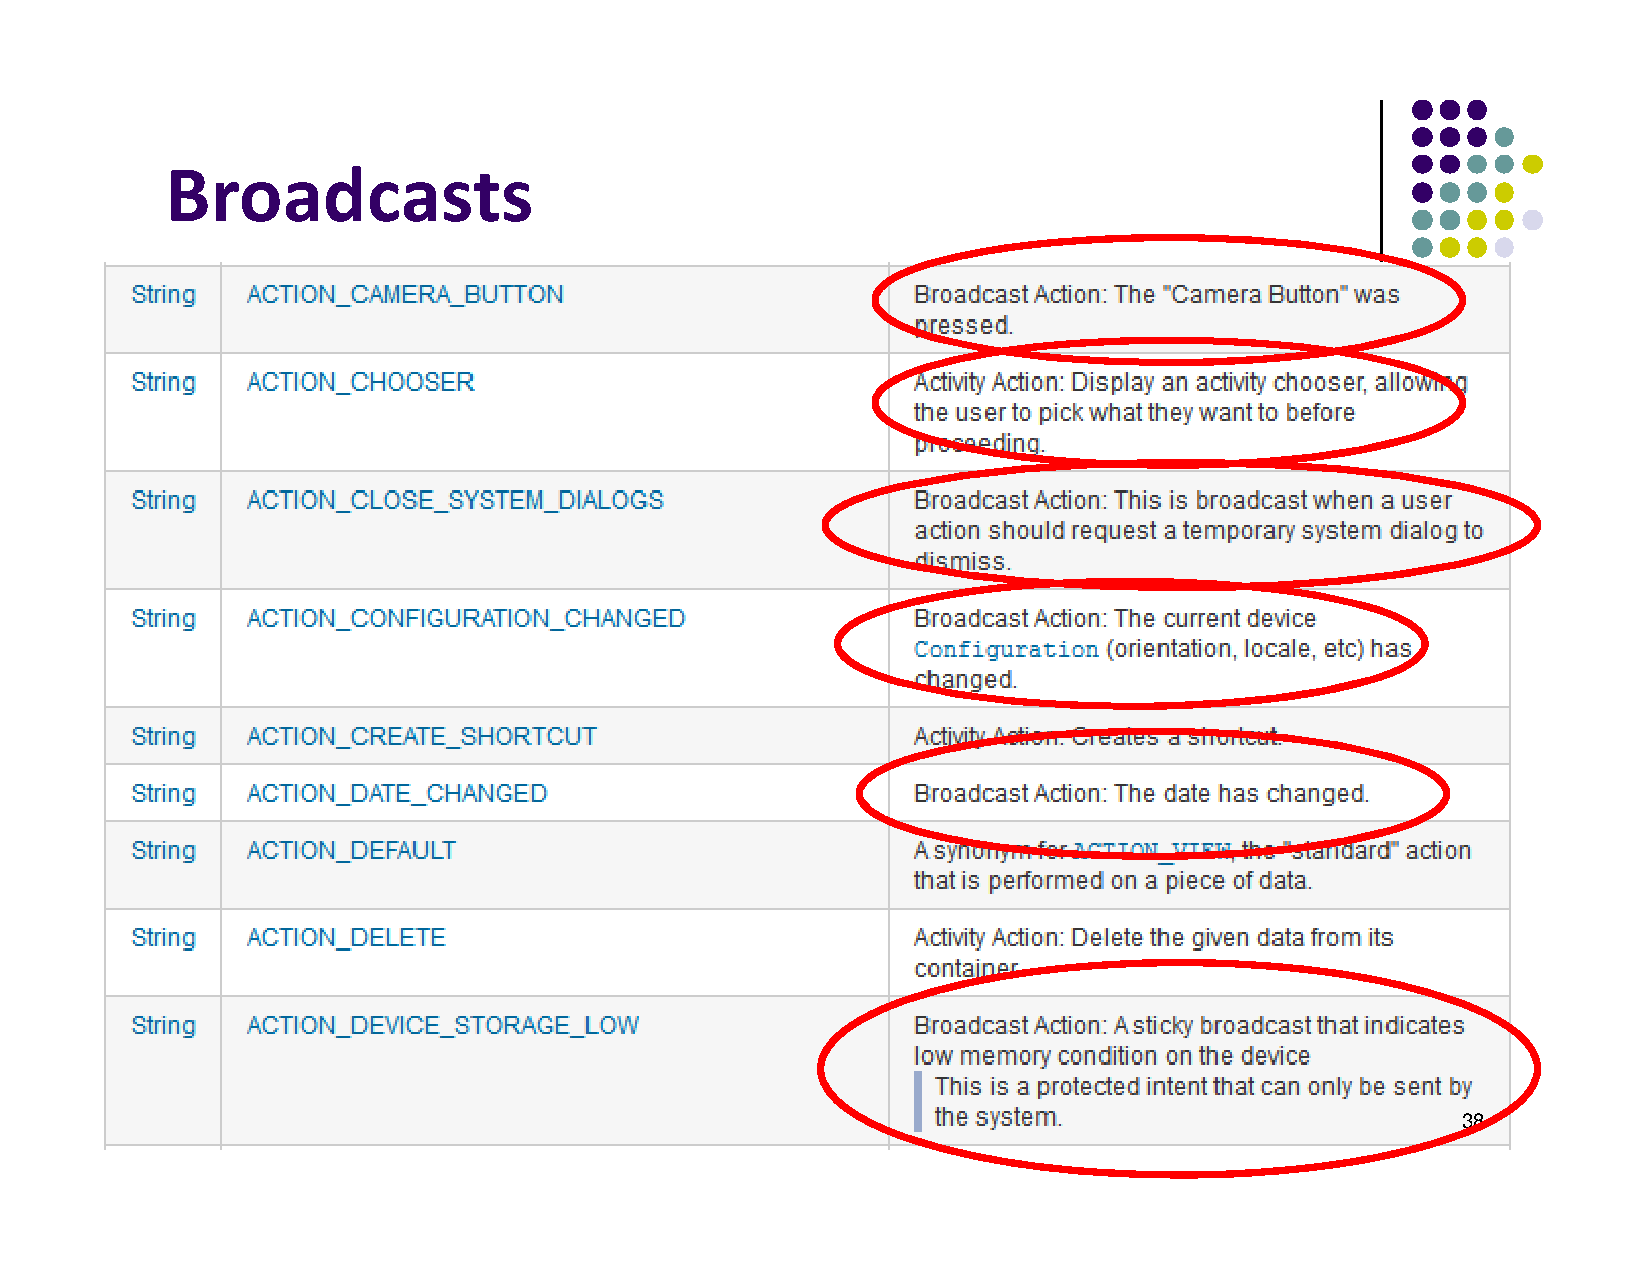 Broadcasts
String ACTION_CAMERA_BUTTON Broadcast Action: The "Camera Button" was
pressed.
String ACTION_CHOOSER Activity Action: Display an activity chooser, allowing
the user to pick what they want to before
proceeding.
String ACTION_CLOSE_SYSTEM_DIALOGS Broadcast Action: This is broadcast when a user
action should request a temporary system dialog to
dismiss.
String ACTION_CONFIGURATION_CHANGED Broadcast Action: The current device
Configuration (orientation, locale, etc) has
changed.
String ACTION_CREATE_SHORTCUT Activity Action: Creates a shortcut.
String ACTION_DATE_CHANGED Broadcast Action: The date has changed.
String ACTION_DEFAULT A synonym for ACTION_VIEW, the "standard" action
that is performed on a piece of data.
String ACTION_DELETE Activity Action: Delete the given data from its
container.
String ACTION_DEVICE_STORAGE_LOW Broadcast Action: A sticky broadcast that indicates
low memory condition on the device
This is a protected intent that can only be sent by
the system.
38